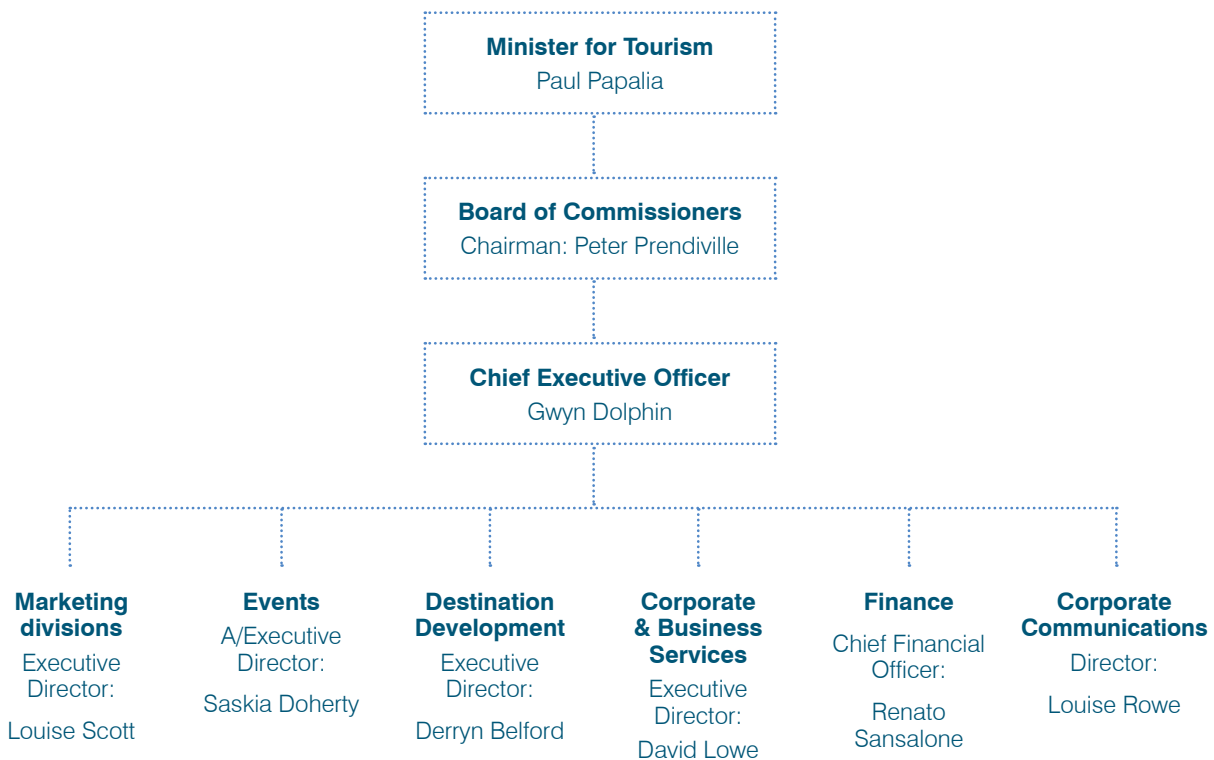 Minister for Tourism
Paul Papalia
Board of Commissioners
Chairman: Peter Prendiville
Chief Executive Officer
Gwyn Dolphin
Marketing
divisions
Executive
Director:
Louise Scott
Events
A/Executive
Director:
Saskia Doherty
Destination
Development
Executive
Director:
Derryn Belford
Corporate
& Business
Services
Executive
Director:
David Lowe
Finance
Chief Financial
Officer:
Renato
Sansalone
Corporate
Communications
Director:
Louise Rowe